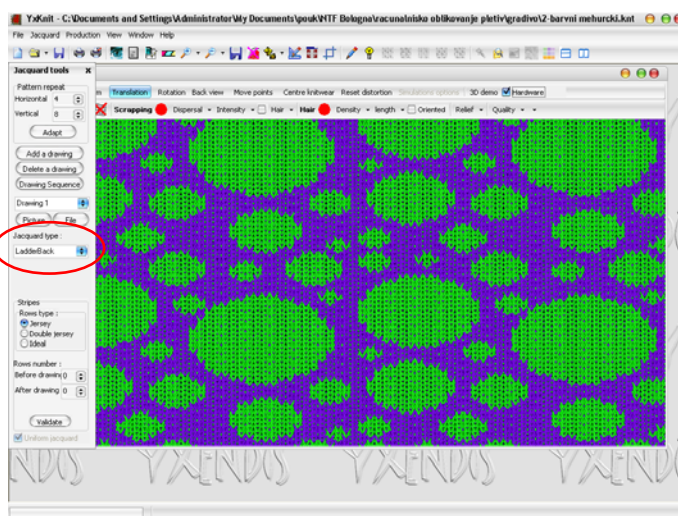 YxKnit - C:\Documents and Settings\Administrator\My Documents\pouk\NTF Bologna\racunalnisko oblikovanje pletiv\gradivo\2-barvni mehurcki.knt
File Jacquard Production View Window Help
Jacquard tools x
Translation Rotation Back view Move points Centre knitwear Reset distortion Simulations options 3D demo Hardware
Scrapping Dispersal Intensity Hair Hair Density length Oriented Relief Quality
Pattern repeat
Horizontal 4
Vertical 8
Adapt
Add a drawing
Delete a drawing
Drawing Sequence
Drawing 1
Picture File
Jacquard type :
LadderBack
Stripes
Rows type :
Jersey
Double jersey
Ideal
Rows number :
Before drawing 0
After drawing 0
Validate
Uniform jacquard
YXENDIS YXENDIS